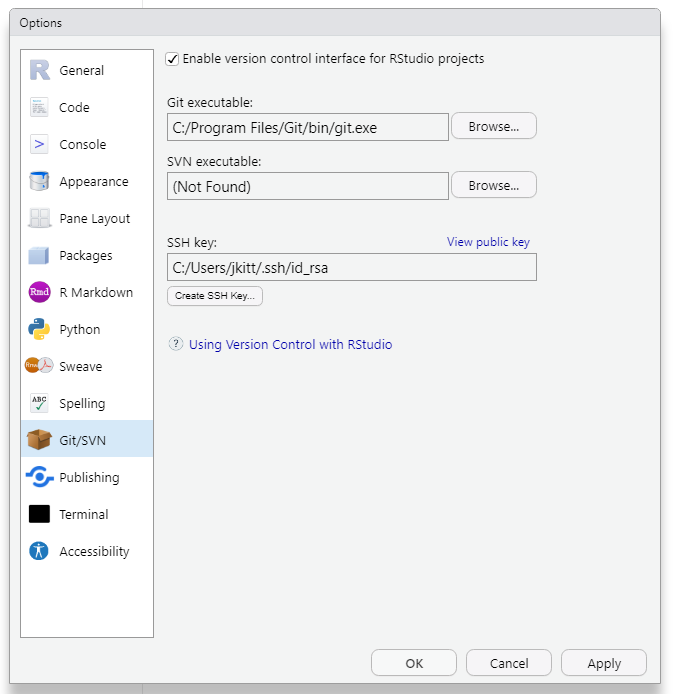 Options
General
Code
Console
Appearance
Pane Layout
Packages
Rmd R Markdown
Python
Sweave
ABC Spelling
Git/SVN
Publishing
Terminal
Accessibility
Enable version control interface for RStudio projects
Git executable:
C:/Program Files/Git/bin/git.exe Browse...
SVN executable:
(Not Found) Browse...
SSH key: View public key
C:/Users/jkitt/.ssh/id_rsa
Create SSH Key...
? Using Version Control with RStudio
OK Cancel Apply